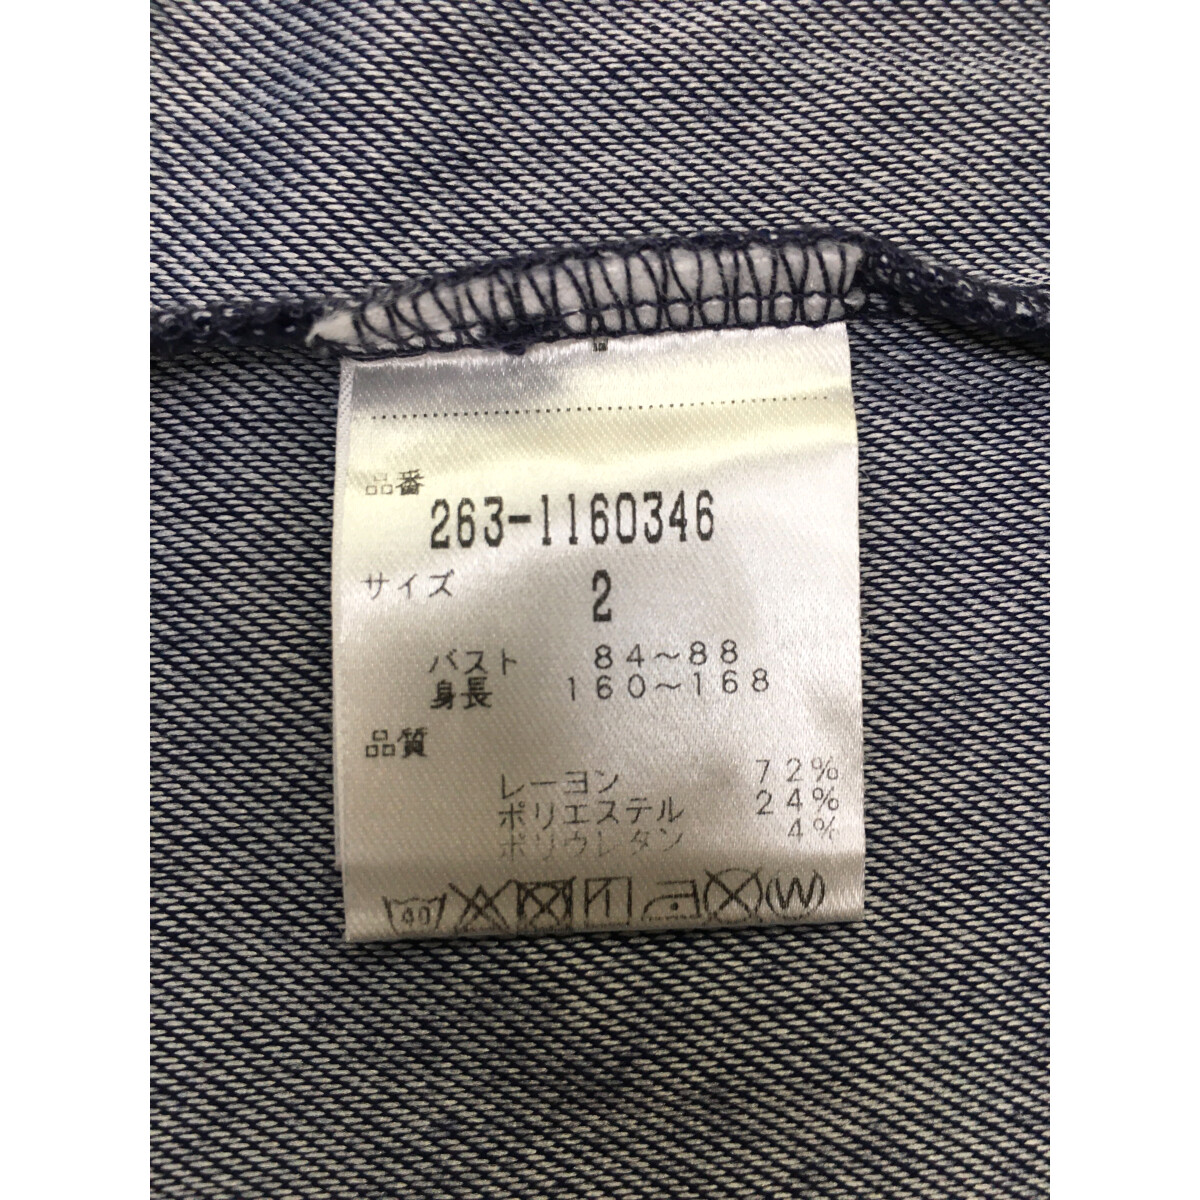 品番
263-1160346
サイズ 2
バスト 84~88
身長 160~168
品質
レーヨン 72%
ポリエステル 24%
ポリウレタン 4%
40 W